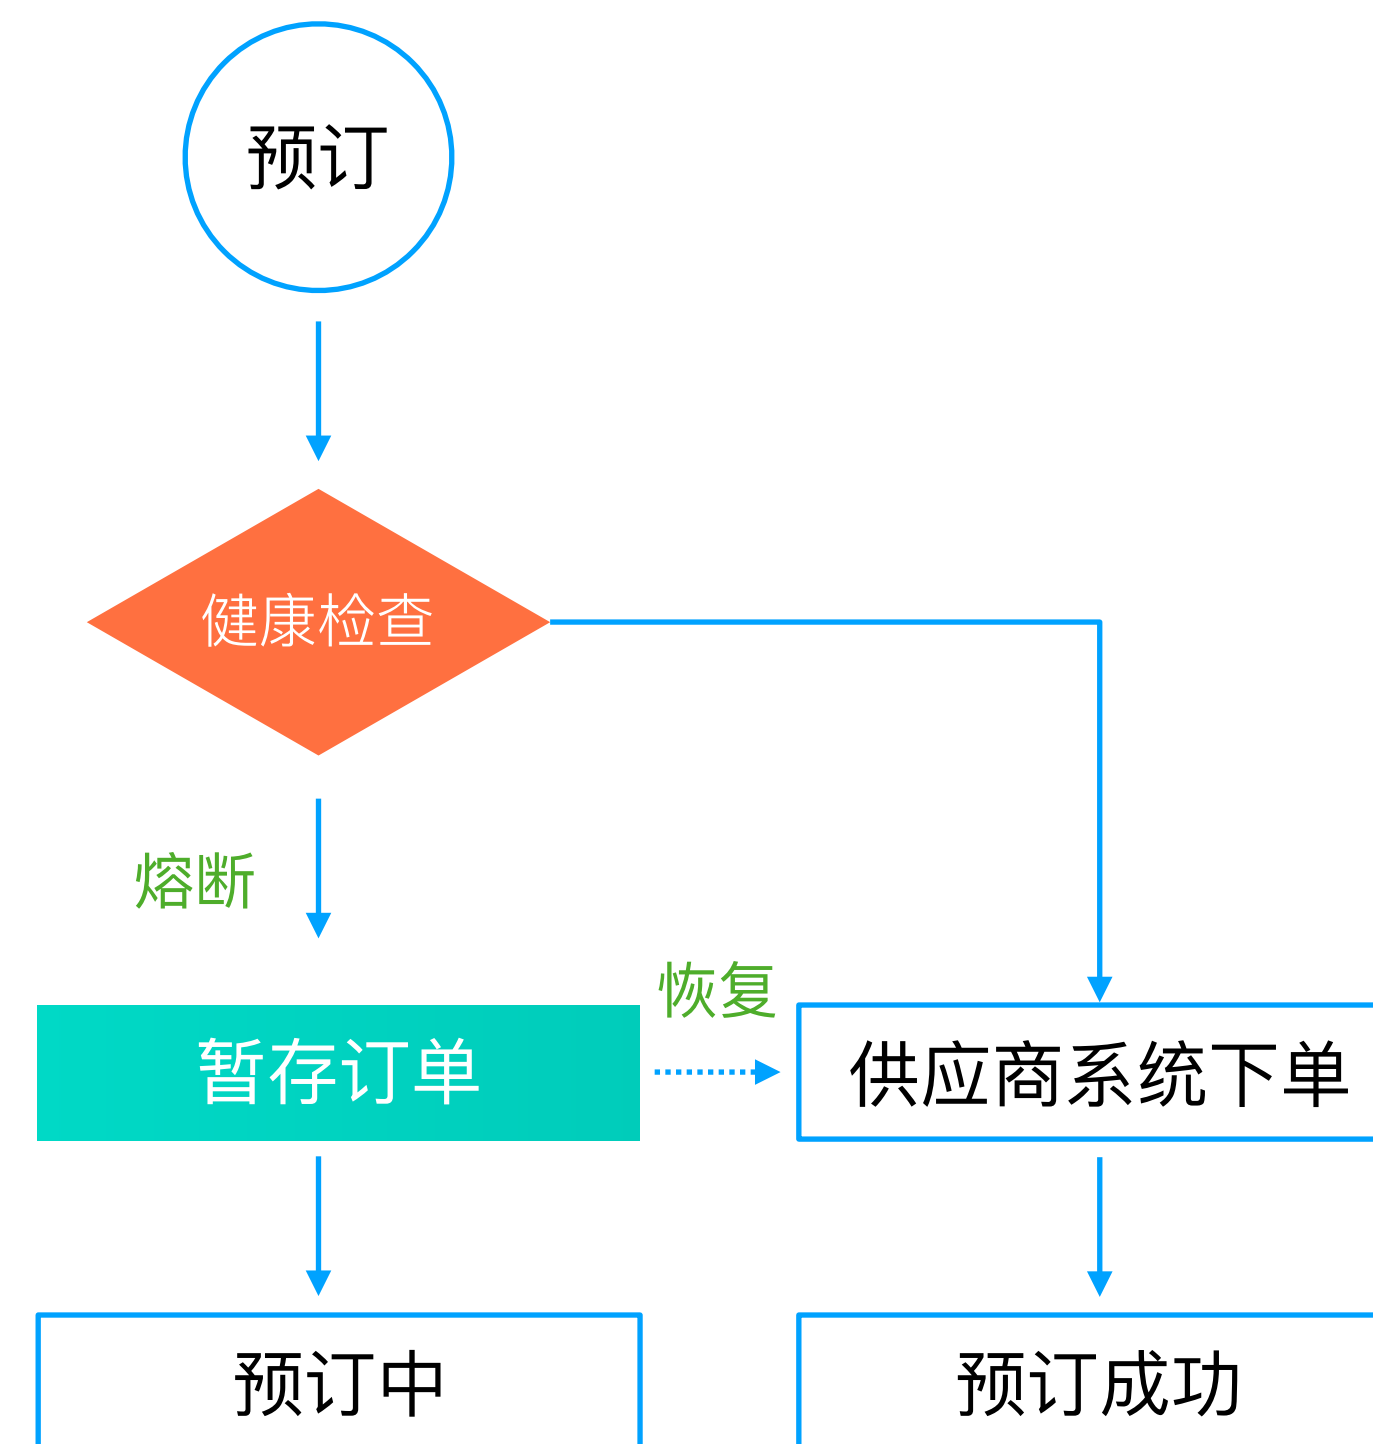 预订
健康检查
熔断
恢复
暂存订单
供应商系统下单
预订中
预订成功